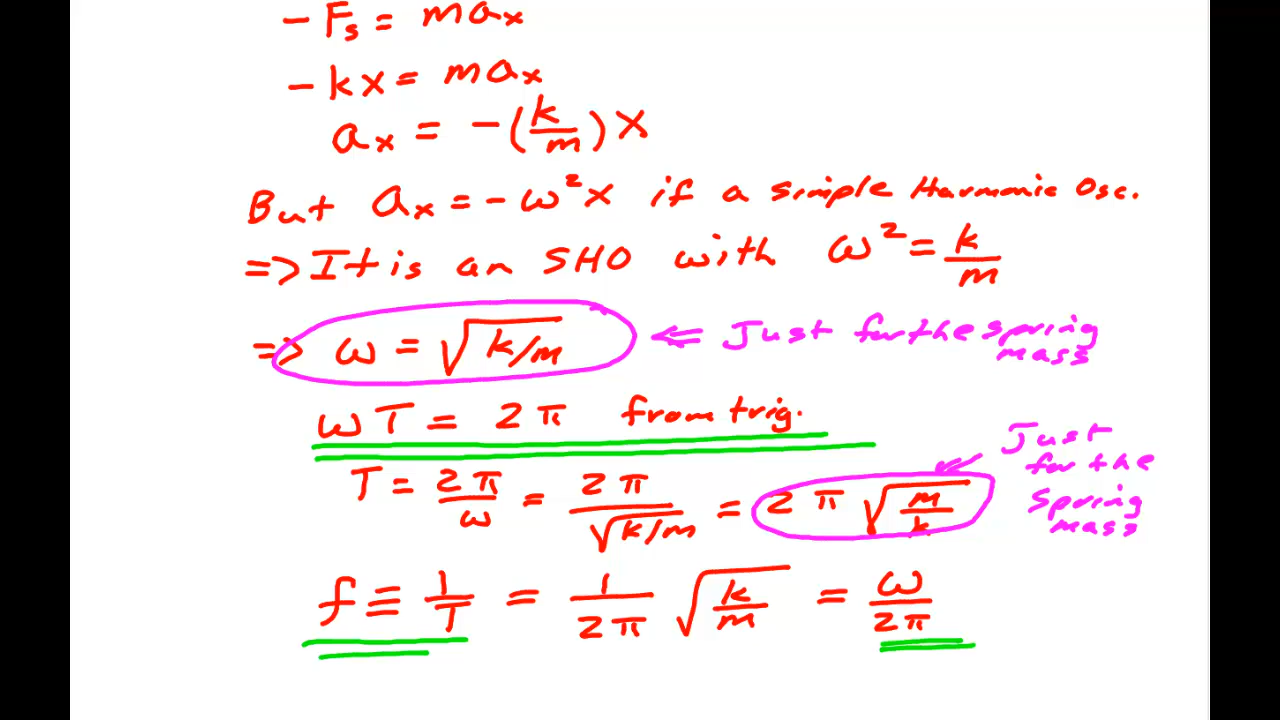 - Fs = max
- kx = max
ax = - (k/m) x
But ax = - ω² x if a simple Harmonic Osc.
=> It is an SHO with ω² = k/m
=> ω = √k/m <= Just for the spring mass
ωT = 2π from trig.
T = 2π/ω = 2π/√k/m = 2π √m/k <= Just for the spring mass
f ≡ 1/T = 1/2π √k/m = ω/2π